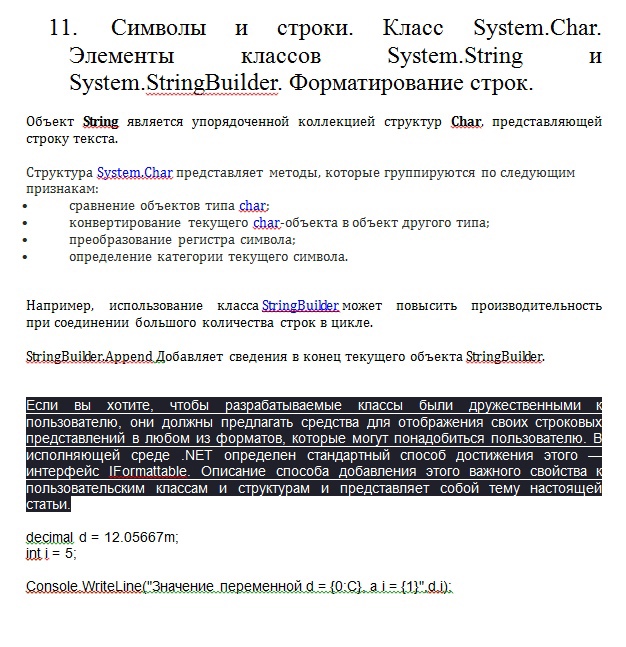 11. Символы и строки. Класс System.Char.
Элементы классов System.String и
System.StringBuilder. Форматирование строк.
Объект String является упорядоченной коллекцией структур Char, представляющей
строку текста.
Структура System.Char представляет методы, которые группируются по следующим
признакам:
• сравнение объектов типа char;
• конвертирование текущего char-объекта в объект другого типа;
• преобразование регистра символа;
• определение категории текущего символа.
Например, использование класса StringBuilder может повысить производительность
при соединении большого количества строк в цикле.
StringBuilder.Append Добавляет сведения в конец текущего объекта StringBuilder.
Если вы хотите, чтобы разрабатываемые классы были дружественными к
пользователю, они должны предлагать средства для отображения своих строковых
представлений в любом из форматов, которые могут понадобиться пользователю. В
исполняющей среде .NET определен стандартный способ достижения этого —
интерфейс IFormattable. Описание способа добавления этого важного свойства к
пользовательским классам и структурам и представляет собой тему настоящей
статьи.
decimal d = 12.05667m;
int i = 5;
Console.WriteLine("Значение переменной d = {0:C}, а i = {1}",d,i);